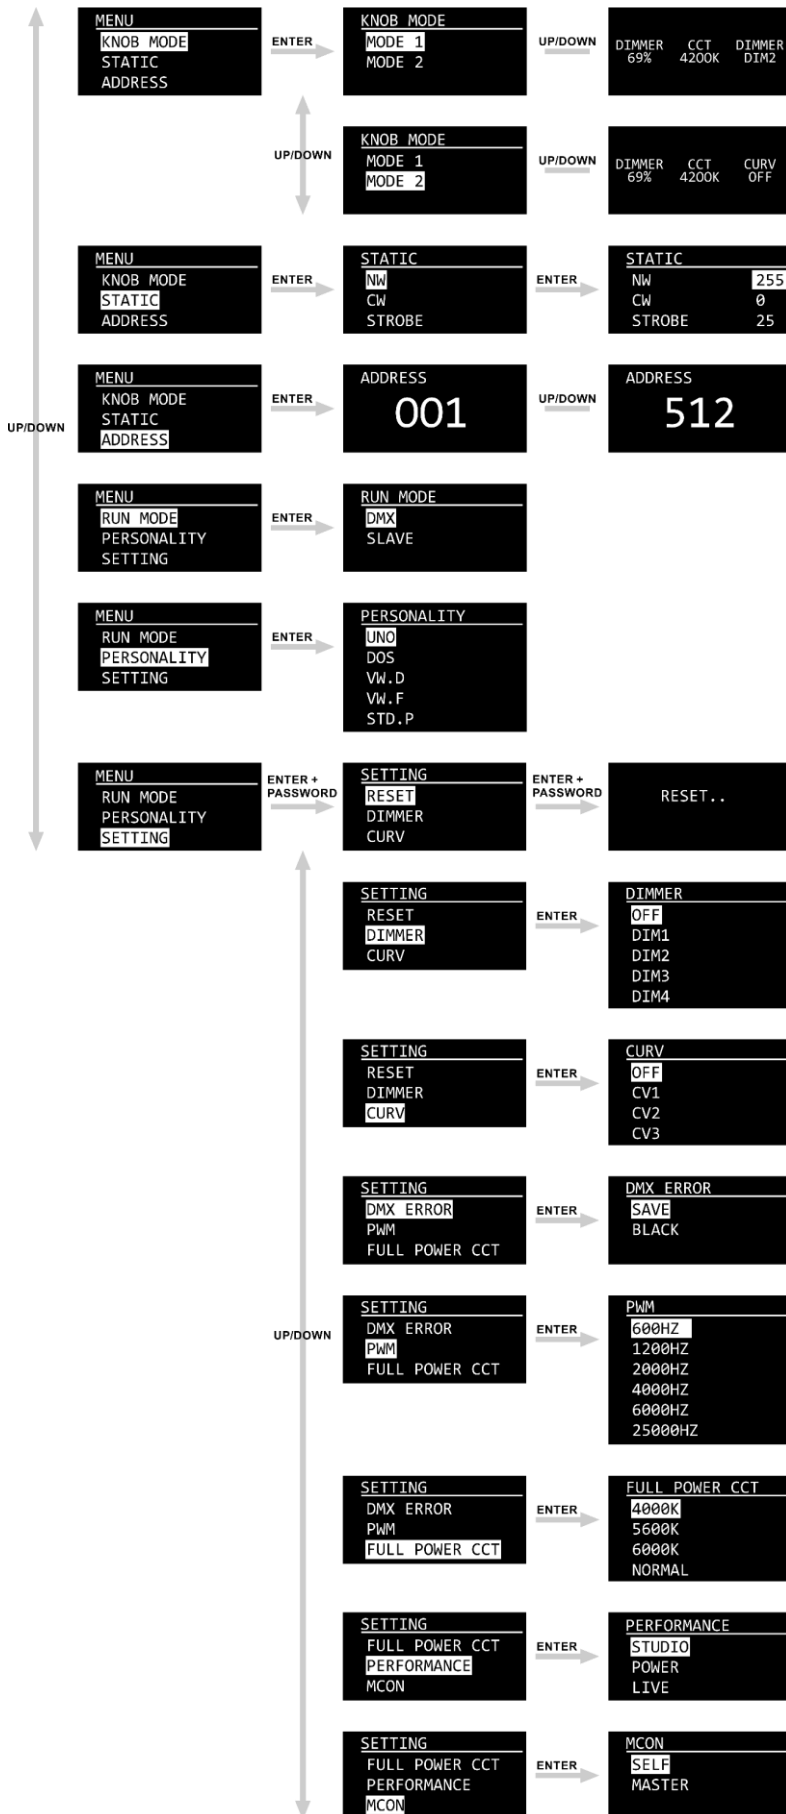 MENU
KNOB MODE
STATIC
ADDRESS
ENTER
KNOB MODE
MODE 1
MODE 2
UP/DOWN
DIMMER CCT DIMMER
69% 4200K DIM2
UP/DOWN
KNOB MODE
MODE 1
MODE 2
UP/DOWN
DIMMER CCT CURV
69% 4200K OFF
MENU
KNOB MODE
STATIC
ADDRESS
ENTER
STATIC
NW
CW
STROBE
ENTER
STATIC
NW 255
CW 0
STROBE 25
UP/DOWN
MENU
KNOB MODE
STATIC
ADDRESS
ENTER
ADDRESS
001
UP/DOWN
ADDRESS
512
MENU
RUN MODE
PERSONALITY
SETTING
ENTER
RUN MODE
DMX
SLAVE
MENU
RUN MODE
PERSONALITY
SETTING
ENTER
PERSONALITY
UNO
DOS
VW.D
VW.F
STD.P
MENU
RUN MODE
PERSONALITY
SETTING
ENTER +
PASSWORD
SETTING
RESET
DIMMER
CURV
ENTER +
PASSWORD
RESET..
SETTING
RESET
DIMMER
CURV
ENTER
DIMMER
OFF
DIM1
DIM2
DIM3
DIM4
SETTING
RESET
DIMMER
CURV
ENTER
CURV
OFF
CV1
CV2
CV3
SETTING
DMX ERROR
PWM
FULL POWER CCT
ENTER
DMX ERROR
SAVE
BLACK
UP/DOWN
SETTING
DMX ERROR
PWM
FULL POWER CCT
ENTER
PWM
600HZ
1200HZ
2000HZ
4000HZ
6000HZ
25000HZ
SETTING
DMX ERROR
PWM
FULL POWER CCT
ENTER
FULL POWER CCT
4000K
5600K
6000K
NORMAL
SETTING
FULL POWER CCT
PERFORMANCE
MCON
ENTER
PERFORMANCE
STUDIO
POWER
LIVE
SETTING
FULL POWER CCT
PERFORMANCE
MCON
ENTER
MCON
SELF
MASTER